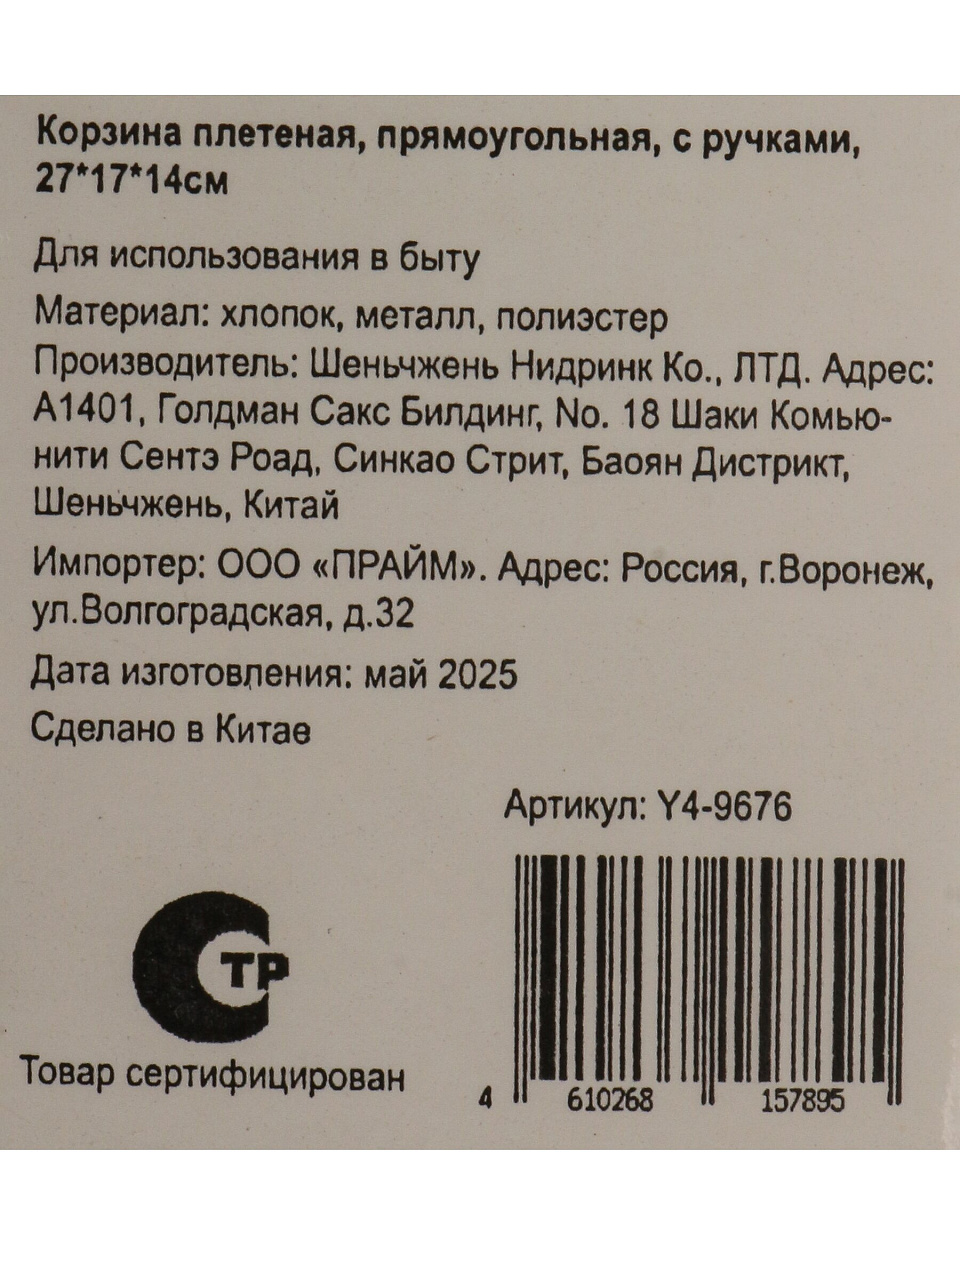 Корзина плетеная, прямоугольная, с ручками,
27*17*14см
Для использования в быту
Материал: хлопок, металл, полиэстер
Производитель: Шеньчжень Нидринк Ко., ЛТД. Адрес:
А1401, Голдман Сакс Билдинг, No. 18 Шаки Комью-
нити Сентэ Роад, Синкао Стрит, Баоян Дистрикт,
Шеньчжень, Китай
Импортер: ООО «ПРАЙМ». Адрес: Россия, г.Воронеж,
ул.Волгоградская, д.32
Дата изготовления: май 2025
Сделано в Китае
Артикул: Y4-9676
ТР
Товар сертифицирован
4 610268 157895